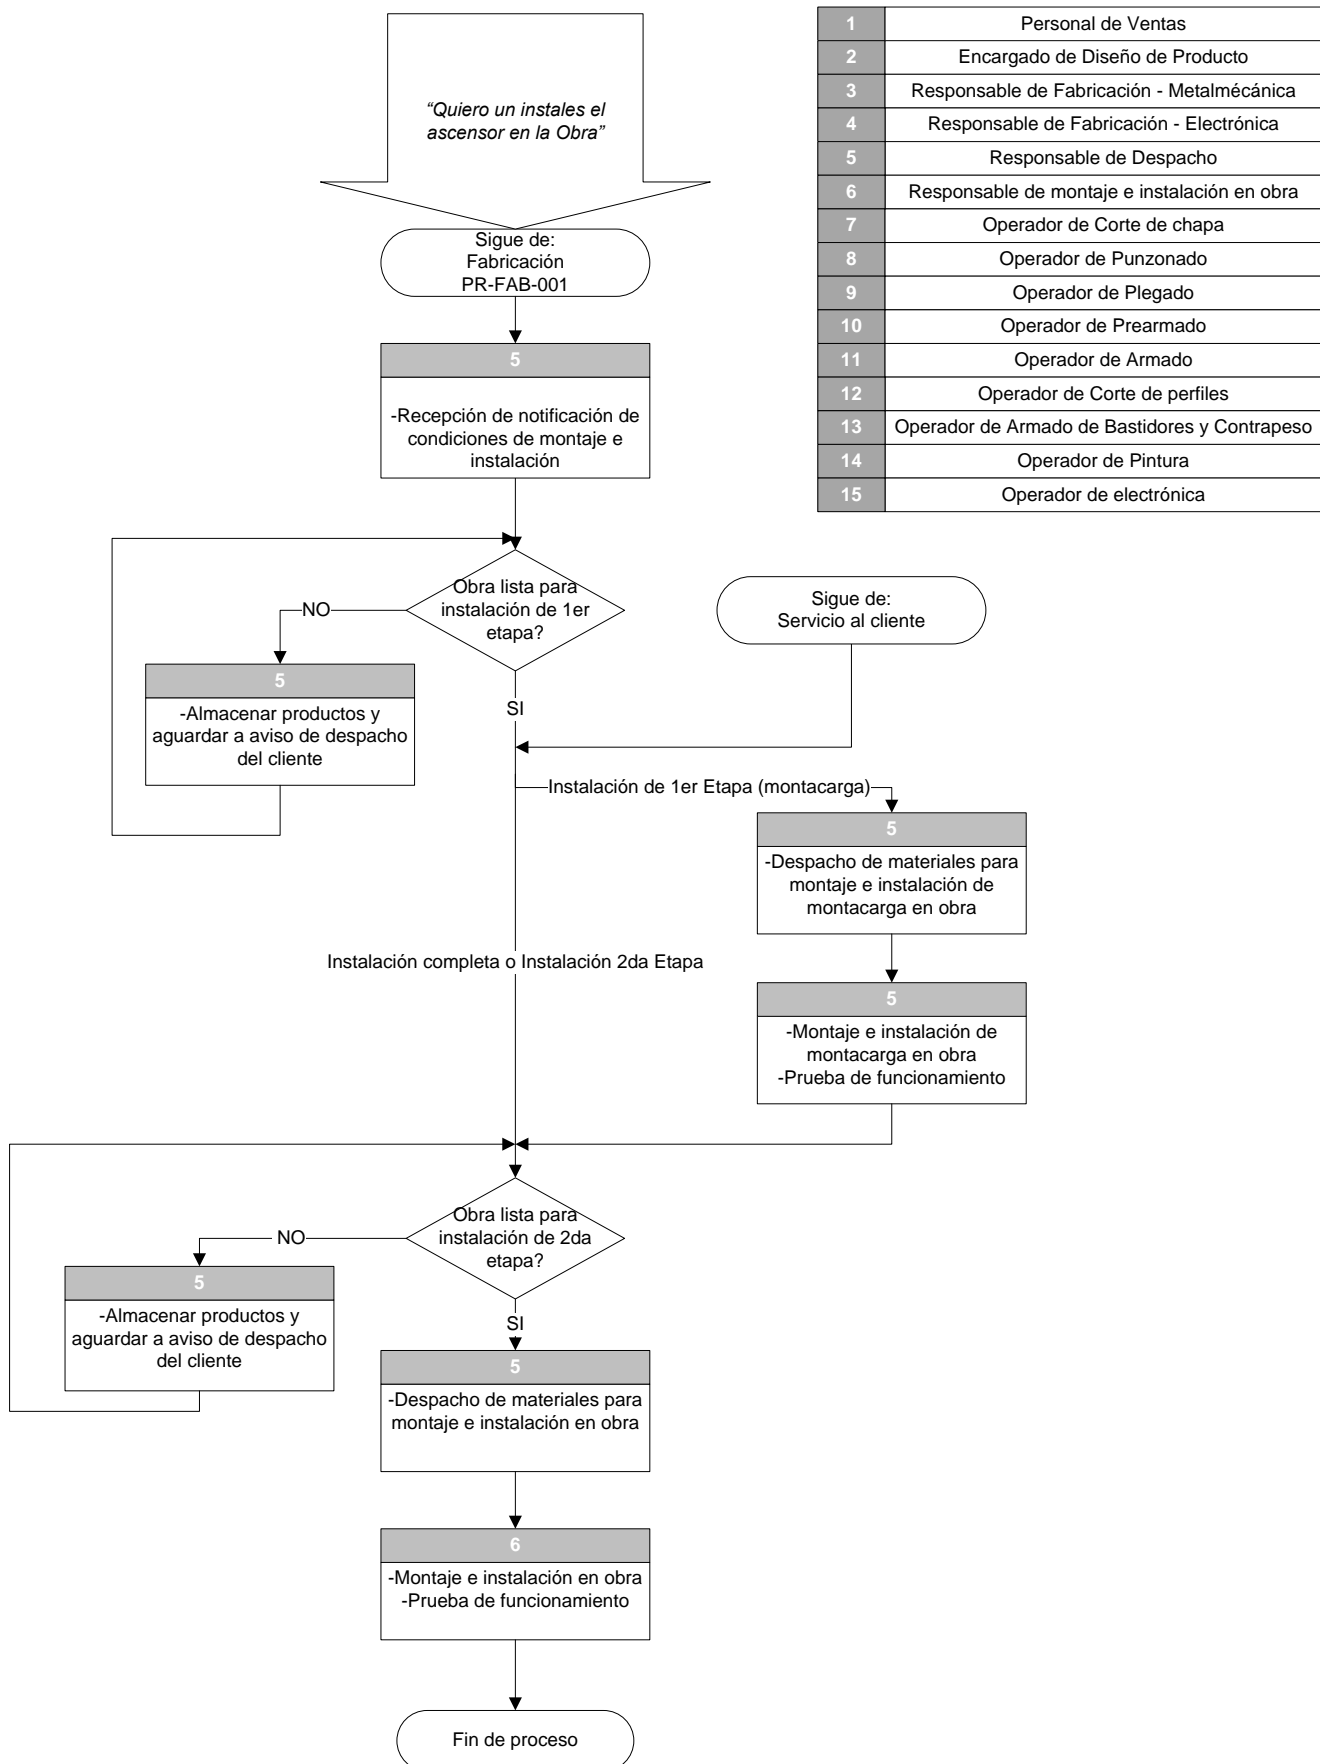 “Quiero un instales el
ascensor en la Obra”
Sigue de:
Fabricación
PR-FAB-001
5
-Recepción de notificación de
condiciones de montaje e
instalación
Obra lista para
instalación de 1er
etapa?
NO
5
-Almacenar productos y
aguardar a aviso de despacho
del cliente
SI
Sigue de:
Servicio al cliente
Instalación de 1er Etapa (montacarga)
5
-Despacho de materiales para
montaje e instalación de
montacarga en obra
5
-Montaje e instalación de
montacarga en obra
-Prueba de funcionamiento
Instalación completa o Instalación 2da Etapa
Obra lista para
instalación de 2da
etapa?
NO
5
-Almacenar productos y
aguardar a aviso de despacho
del cliente
SI
5
-Despacho de materiales para
montaje e instalación en obra
6
-Montaje e instalación en obra
-Prueba de funcionamiento
Fin de proceso
1 Personal de Ventas
2 Encargado de Diseño de Producto
3 Responsable de Fabricación - Metalmécánica
4 Responsable de Fabricación - Electrónica
5 Responsable de Despacho
6 Responsable de montaje e instalación en obra
7 Operador de Corte de chapa
8 Operador de Punzonado
9 Operador de Plegado
10 Operador de Prearmado
11 Operador de Armado
12 Operador de Corte de perfiles
13 Operador de Armado de Bastidores y Contrapeso
14 Operador de Pintura
15 Operador de electrónica